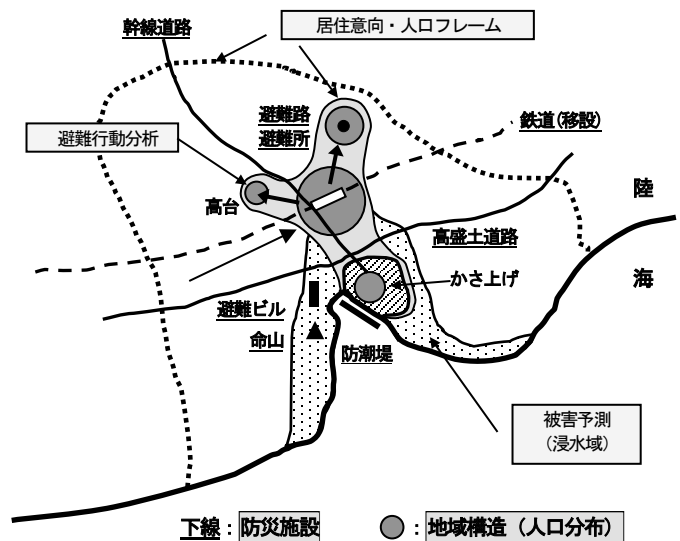 居住意向・人口フレーム
幹線道路
避難路
避難所
鉄道(移設)
避難行動分析
陸
高台
高盛土道路
海
かさ上げ
避難ビル
命山
防潮堤
被害予測
(浸水域)
下線：防災施設
：地域構造（人口分布）